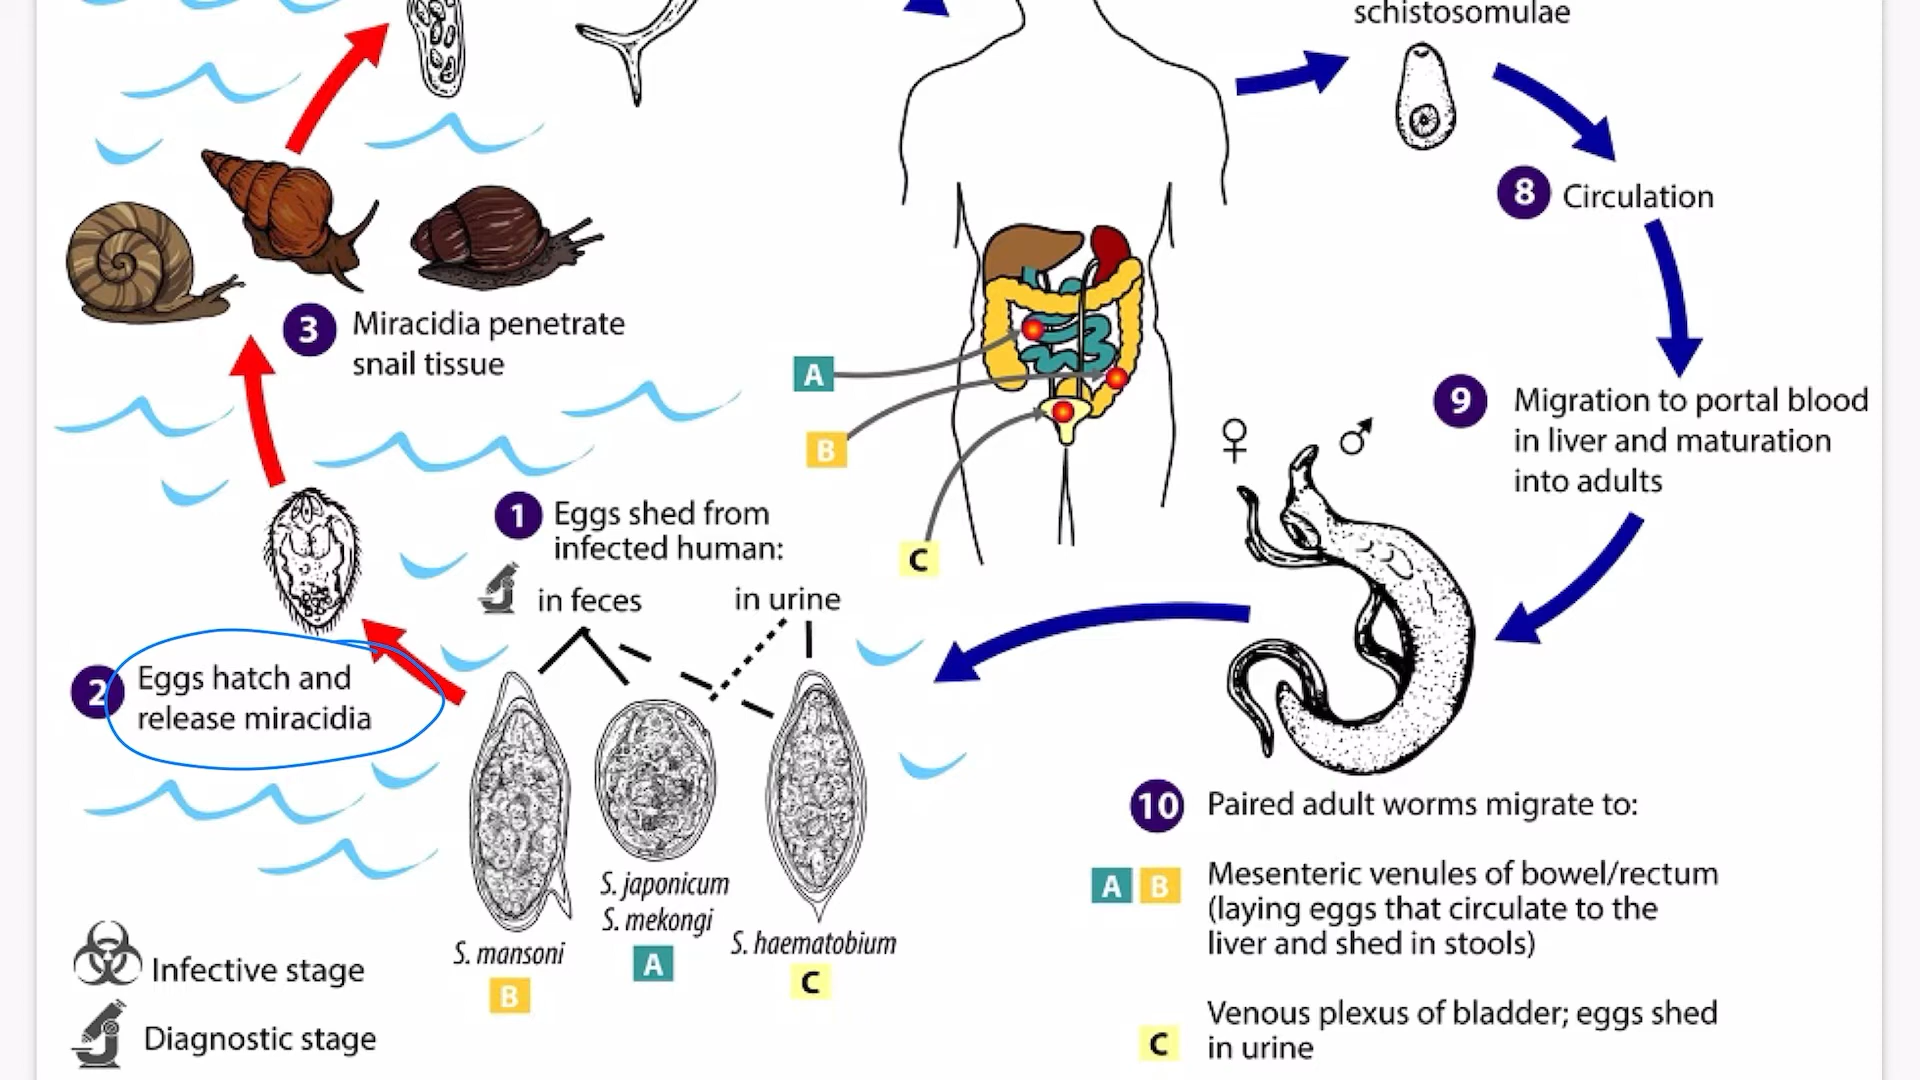 schistosomulae
8 Circulation
3 Miracidia penetrate
snail tissue
A
B
C
9 Migration to portal blood
in liver and maturation
into adults
♀ ♂
1 Eggs shed from
infected human:
in feces in urine
2 Eggs hatch and
release miracidia
S. mansoni
B
S. japonicum
S. mekongi
A
S. haematobium
C
10 Paired adult worms migrate to:
A B Mesenteric venules of bowel/rectum
(laying eggs that circulate to the
liver and shed in stools)
C Venous plexus of bladder; eggs shed
in urine
Infective stage
Diagnostic stage